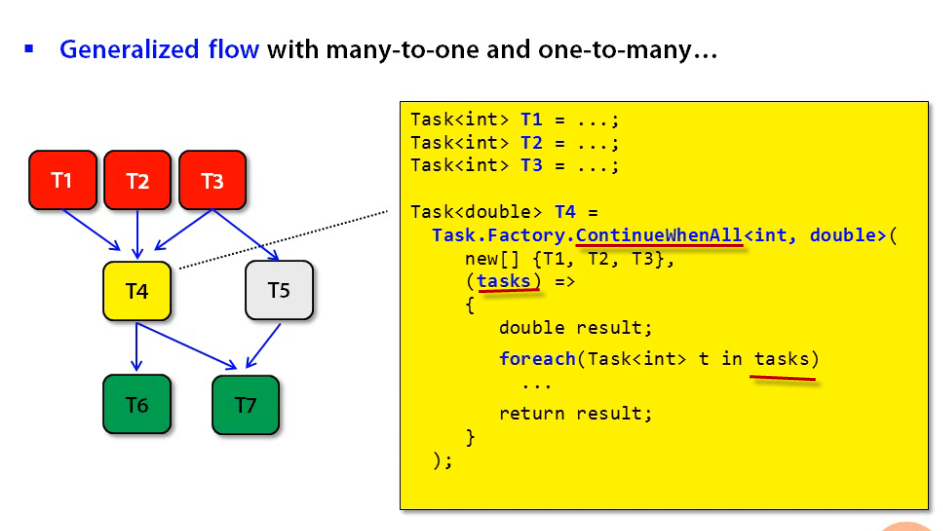 Generalized flow with many-to-one and one-to-many...
T1 T2 T3
T4 T5
T6 T7
Task<int> T1 = ...;
Task<int> T2 = ...;
Task<int> T3 = ...;
Task<double> T4 =
Task.Factory.ContinueWhenAll<int, double>(
new[] {T1, T2, T3},
(tasks) =>
{
double result;
foreach(Task<int> t in tasks)
...
return result;
}
);